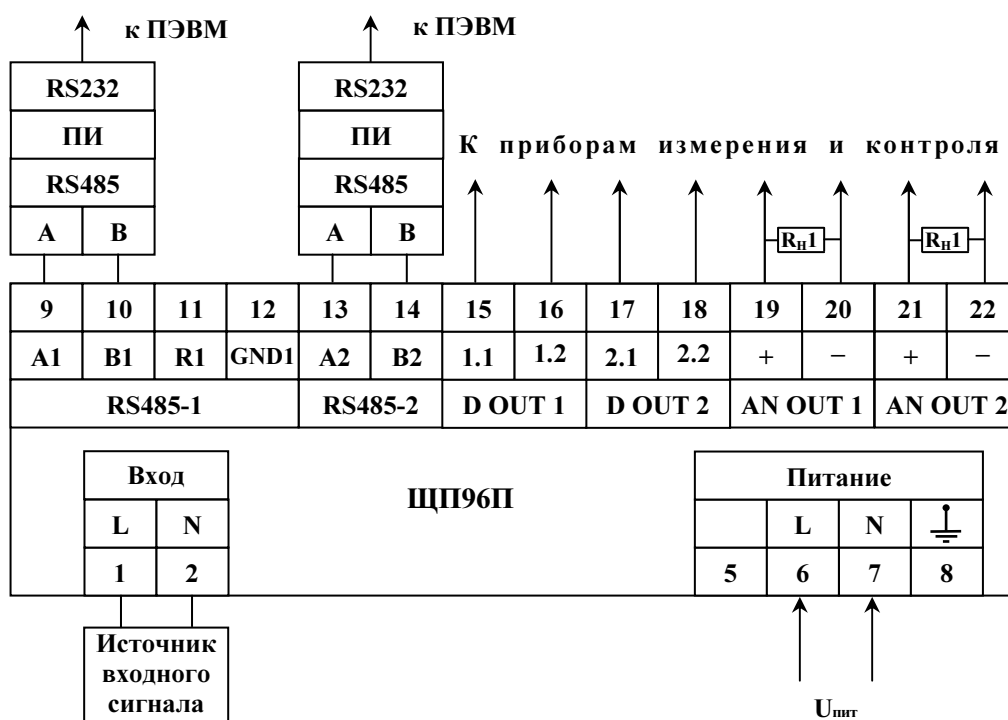 к ПЭВМ к ПЭВМ
RS232 RS232
ПИ ПИ
К приборам измерения и контроля
RS485 RS485
A B A B
Rн1 Rн1
9 10 11 12 13 14 15 16 17 18 19 20 21 22
A1 B1 R1 GND1 A2 B2 1.1 1.2 2.1 2.2 + − + −
RS485-1 RS485-2 D OUT 1 D OUT 2 AN OUT 1 AN OUT 2
Вход ЩП96П Питание
L N L N
1 2 5 6 7 8
Источник
входного
сигнала
Uпит